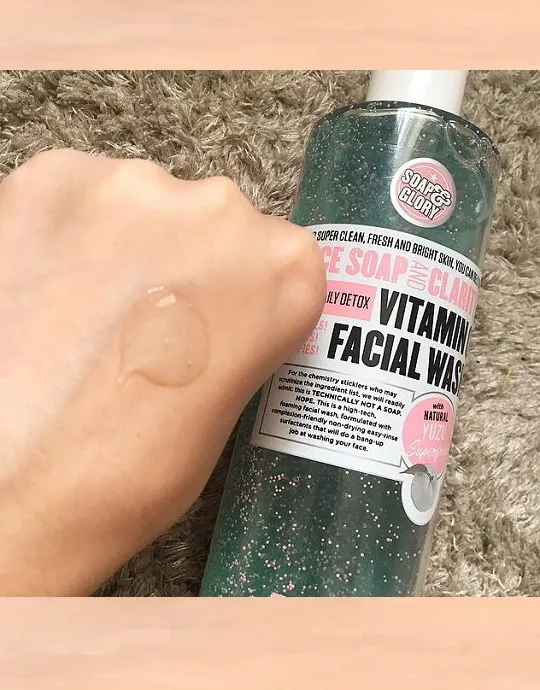 SOAP &
GLORY
SUPER CLEAN, FRESH AND BRIGHT SKIN, YOU CAN
CE SOAP AND CLARI
ILY DETOX VITAMIN
FACIAL WAS
For the chemistry sticklers who may
scrutinize the ingredient list, we will readily
admit: this is TECHNICALLY NOT A SOAP.
HOPE. This is a high-tech,
foaming facial wash, formulated with
complexion-friendly non-drying easy-rinse
surfactants that will do a bang-up
job at washing your face.
with
NATURAL
YUZU